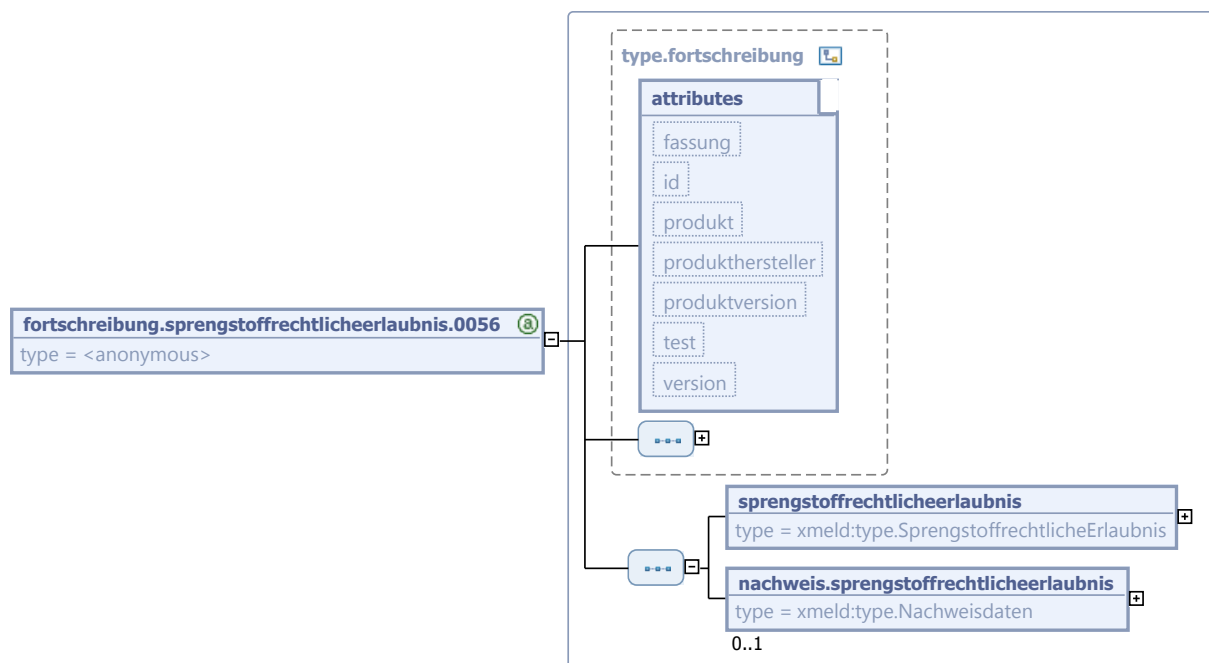 type.fortschreibung
attributes
fassung
id
produkt
produkthersteller
produktversion
test
version
fortschreibung.sprengstoffrechtlicheerlaubnis.0056
type = <anonymous>
sprengstoffrechtlicheerlaubnis
type = xmeld:type.SprengstoffrechtlicheErlaubnis
nachweis.sprengstoffrechtlicheerlaubnis
type = xmeld:type.Nachweisdaten
0..1